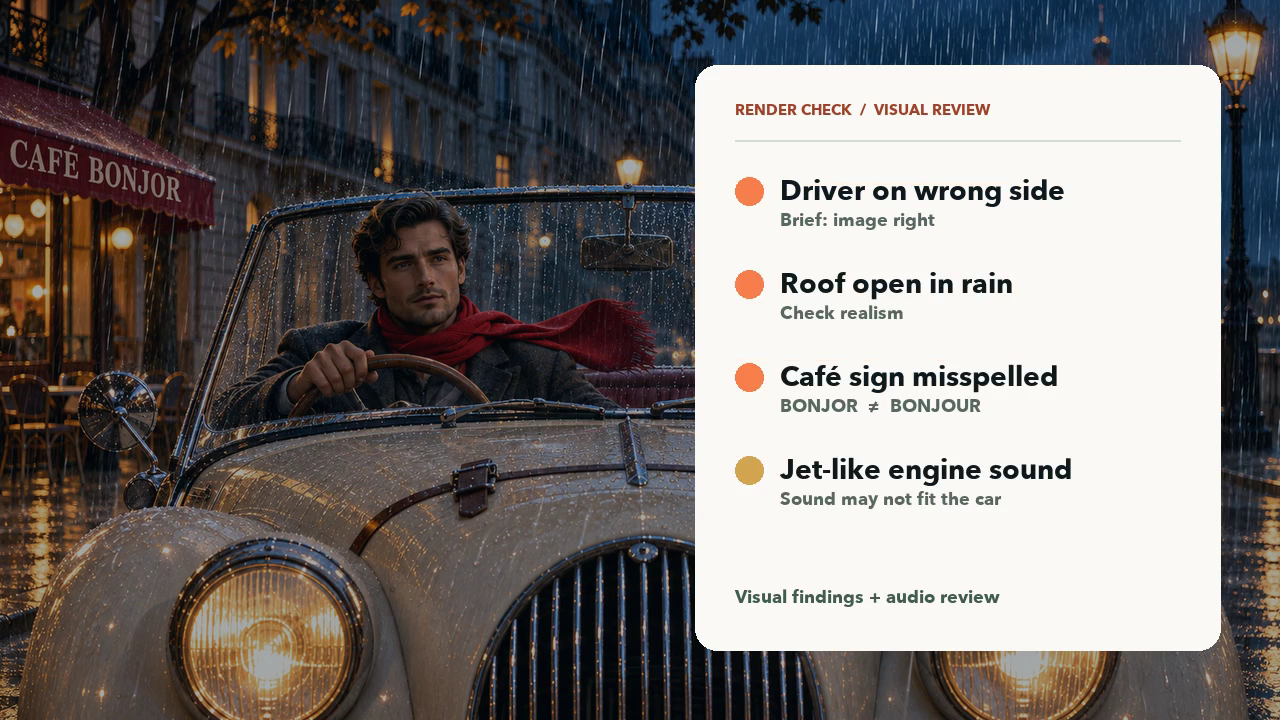 CAFÉ BONJOR
RENDER CHECK / VISUAL REVIEW
Driver on wrong side
Brief: image right
Roof open in rain
Check realism
Café sign misspelled
BONJOR ≠ BONJOUR
Jet-like engine sound
Sound may not fit the car
Visual findings + audio review